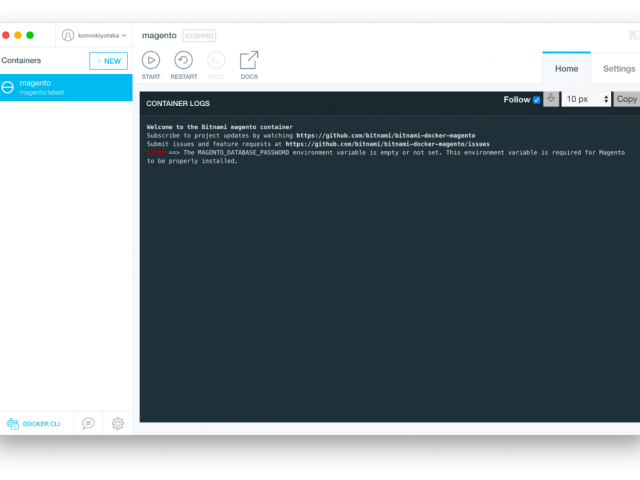 konnokiyotaka
magento STOPPED
Containers
+ NEW
magento
magento:latest
START
RESTART
EXEC
DOCS
Home
Settings
CONTAINER LOGS
Follow
10 px
Copy
Welcome to the Bitnami magento container
Subscribe to project updates by watching https://github.com/bitnami/bitnami-docker-magento
Submit issues and feature requests at https://github.com/bitnami/bitnami-docker-magento/issues
==> The MAGENTO_DATABASE_PASSWORD environment variable is empty or not set. This environment variable is required for Magento
to be properly installed.
DOCKER CLI